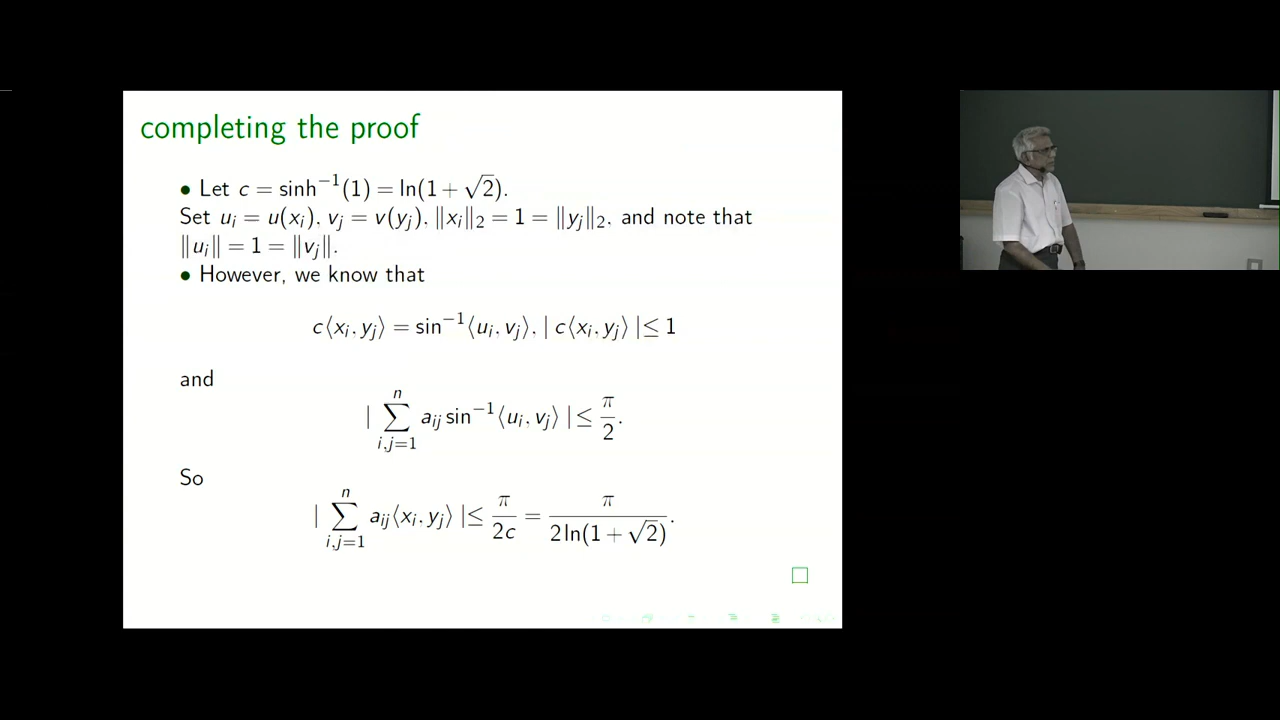 completing the proof
• Let c = sinh⁻¹(1) = ln(1 + √2).
Set uᵢ = u(xᵢ), vⱼ = v(yⱼ), ‖xᵢ‖₂ = 1 = ‖yⱼ‖₂, and note that
‖uᵢ‖ = 1 = ‖vⱼ‖.
• However, we know that
c⟨xᵢ, yⱼ⟩ = sin⁻¹⟨uᵢ, vⱼ⟩, | c⟨xᵢ, yⱼ⟩ |≤ 1
and
| ∑_{i,j=1}^{n} aᵢⱼ sin⁻¹⟨uᵢ, vⱼ⟩ |≤ π/2.
So
| ∑_{i,j=1}^{n} aᵢⱼ⟨xᵢ, yⱼ⟩ |≤ π/2c = π/2 ln(1 + √2).
□